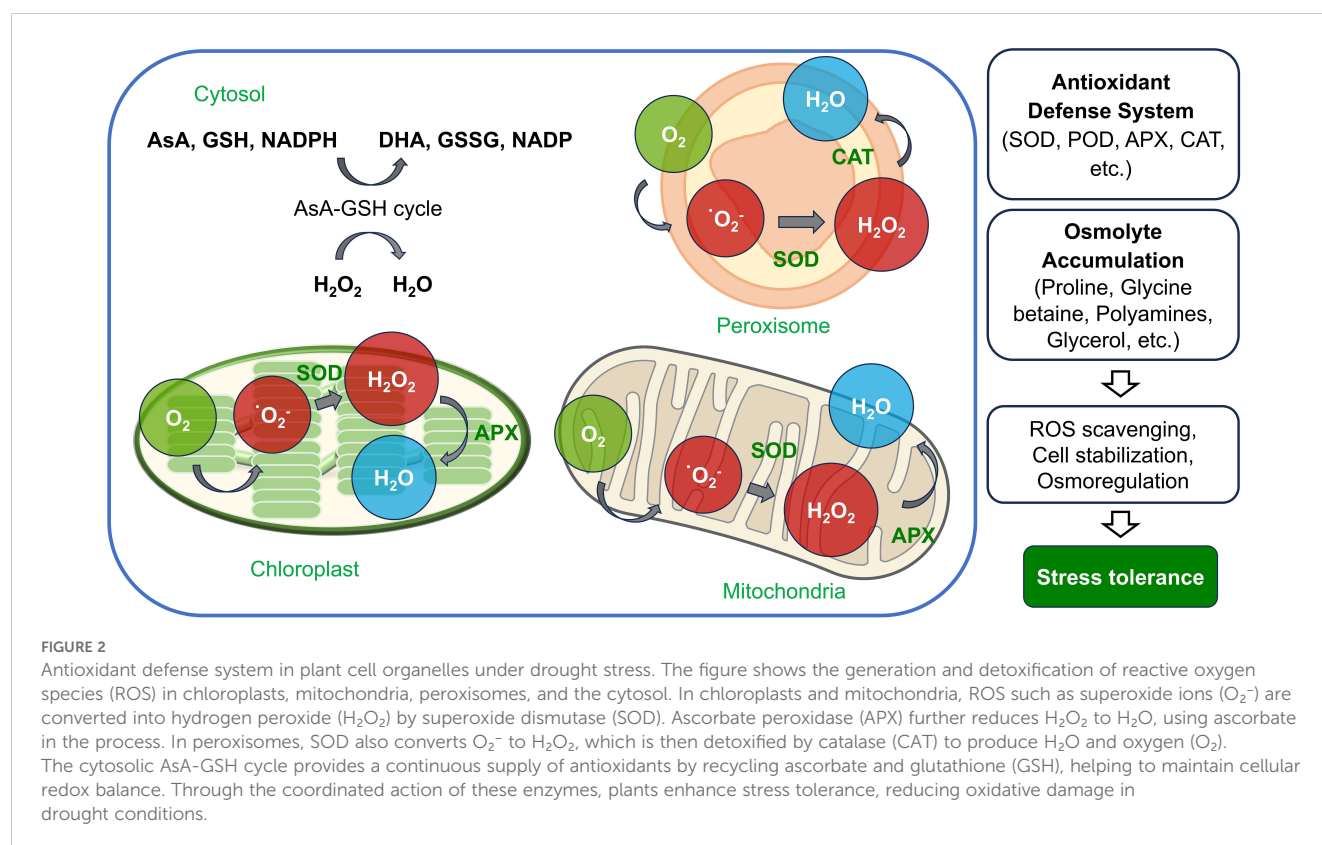 Cytosol
AsA, GSH, NADPH DHA, GSSG, NADP
AsA-GSH cycle
H₂O₂ H₂O
O₂
H₂O
CAT
˙O₂⁻
H₂O₂
SOD
Peroxisome
O₂
˙O₂⁻
SOD
H₂O₂
APX
H₂O
Chloroplast
O₂
˙O₂⁻
SOD
H₂O₂
H₂O
APX
Mitochondria
Antioxidant
Defense System
(SOD, POD, APX, CAT,
etc.)
Osmolyte
Accumulation
(Proline, Glycine
betaine, Polyamines,
Glycerol, etc.)
ROS scavenging,
Cell stabilization,
Osmoregulation
Stress tolerance
FIGURE 2
Antioxidant defense system in plant cell organelles under drought stress. The figure shows the generation and detoxification of reactive oxygen
species (ROS) in chloroplasts, mitochondria, peroxisomes, and the cytosol. In chloroplasts and mitochondria, ROS such as superoxide ions (O₂⁻) are
converted into hydrogen peroxide (H₂O₂) by superoxide dismutase (SOD). Ascorbate peroxidase (APX) further reduces H₂O₂ to H₂O, using ascorbate
in the process. In peroxisomes, SOD also converts O₂⁻ to H₂O₂, which is then detoxified by catalase (CAT) to produce H₂O and oxygen (O₂).
The cytosolic AsA-GSH cycle provides a continuous supply of antioxidants by recycling ascorbate and glutathione (GSH), helping to maintain cellular
redox balance. Through the coordinated action of these enzymes, plants enhance stress tolerance, reducing oxidative damage in
drought conditions.